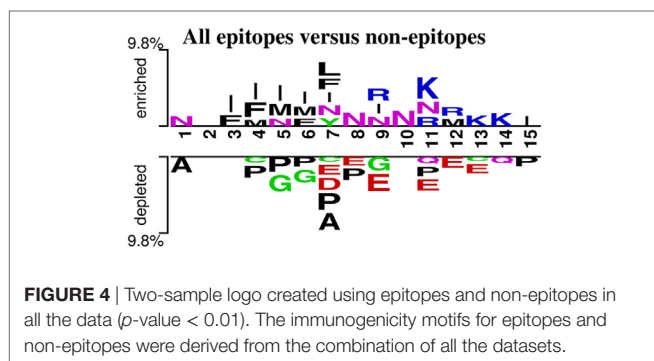 All epitopes versus non-epitopes
9.8%
enriched
L
F
I I I I I R K
F M M N I N R
N F M N F Y N N N R M K K I
1 2 3 4 5 6 7 8 9 10 11 12 13 14 15
A C P P C E G Q E C Q P
P G G E P E P E
D E
P
A
depleted
9.8%
FIGURE 4 | Two-sample logo created using epitopes and non-epitopes in
all the data (p-value < 0.01). The immunogenicity motifs for epitopes and
non-epitopes were derived from the combination of all the datasets.